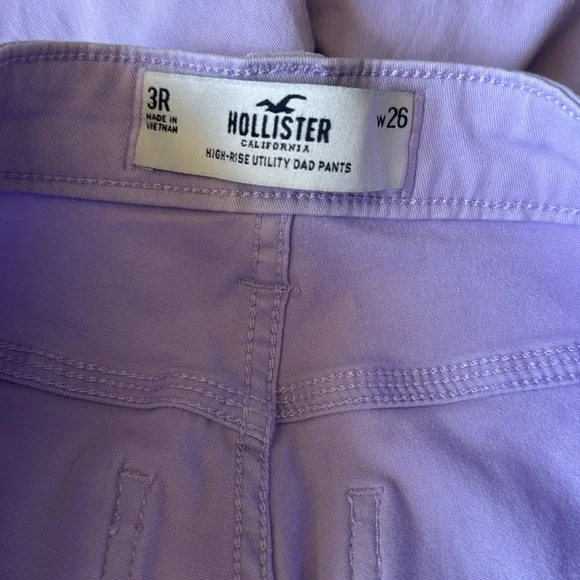 3R
MADE IN
VIETNAM
HOLLISTER
CALIFORNIA
HIGH-RISE UTILITY DAD PANTS
W26